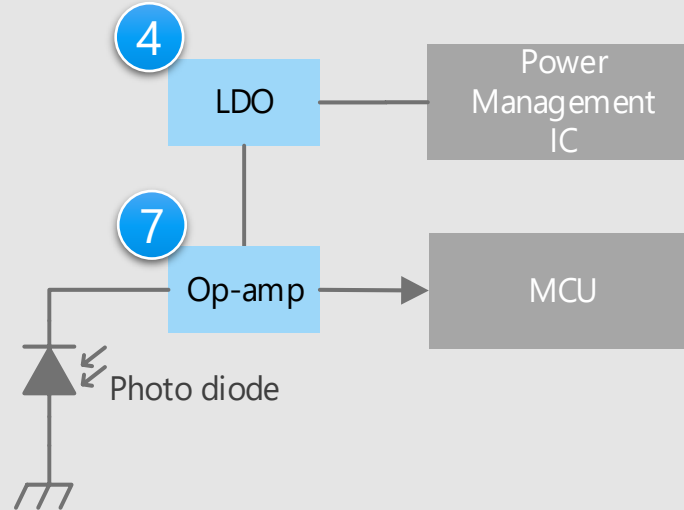 4
LDO
Power
Management
IC
7
Op-amp
MCU
Photo diode